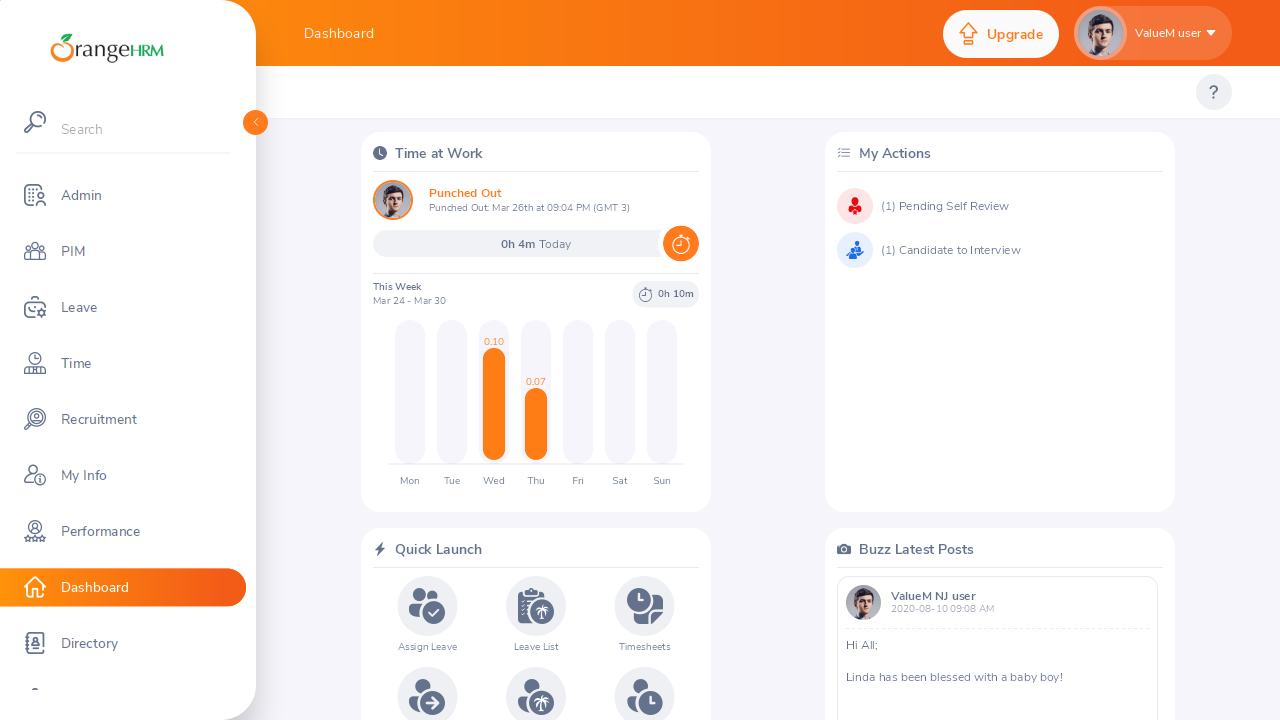 OrangeHRM
Dashboard
Upgrade
ValueM user
?
Search
Admin
PIM
Leave
Time
Recruitment
My Info
Performance
Dashboard
Directory
Time at Work
Punched Out
Punched Out: Mar 26th at 09:04 PM (GMT 3)
0h 4m Today
This Week
Mar 24 - Mar 30
0h 10m
0.10
0.07
Mon Tue Wed Thu Fri Sat Sun
My Actions
(1) Pending Self Review
(1) Candidate to Interview
Quick Launch
Assign Leave Leave List Timesheets
Buzz Latest Posts
ValueM NJ user
2020-08-10 09:08 AM
Hi All;
Linda has been blessed with a baby boy!